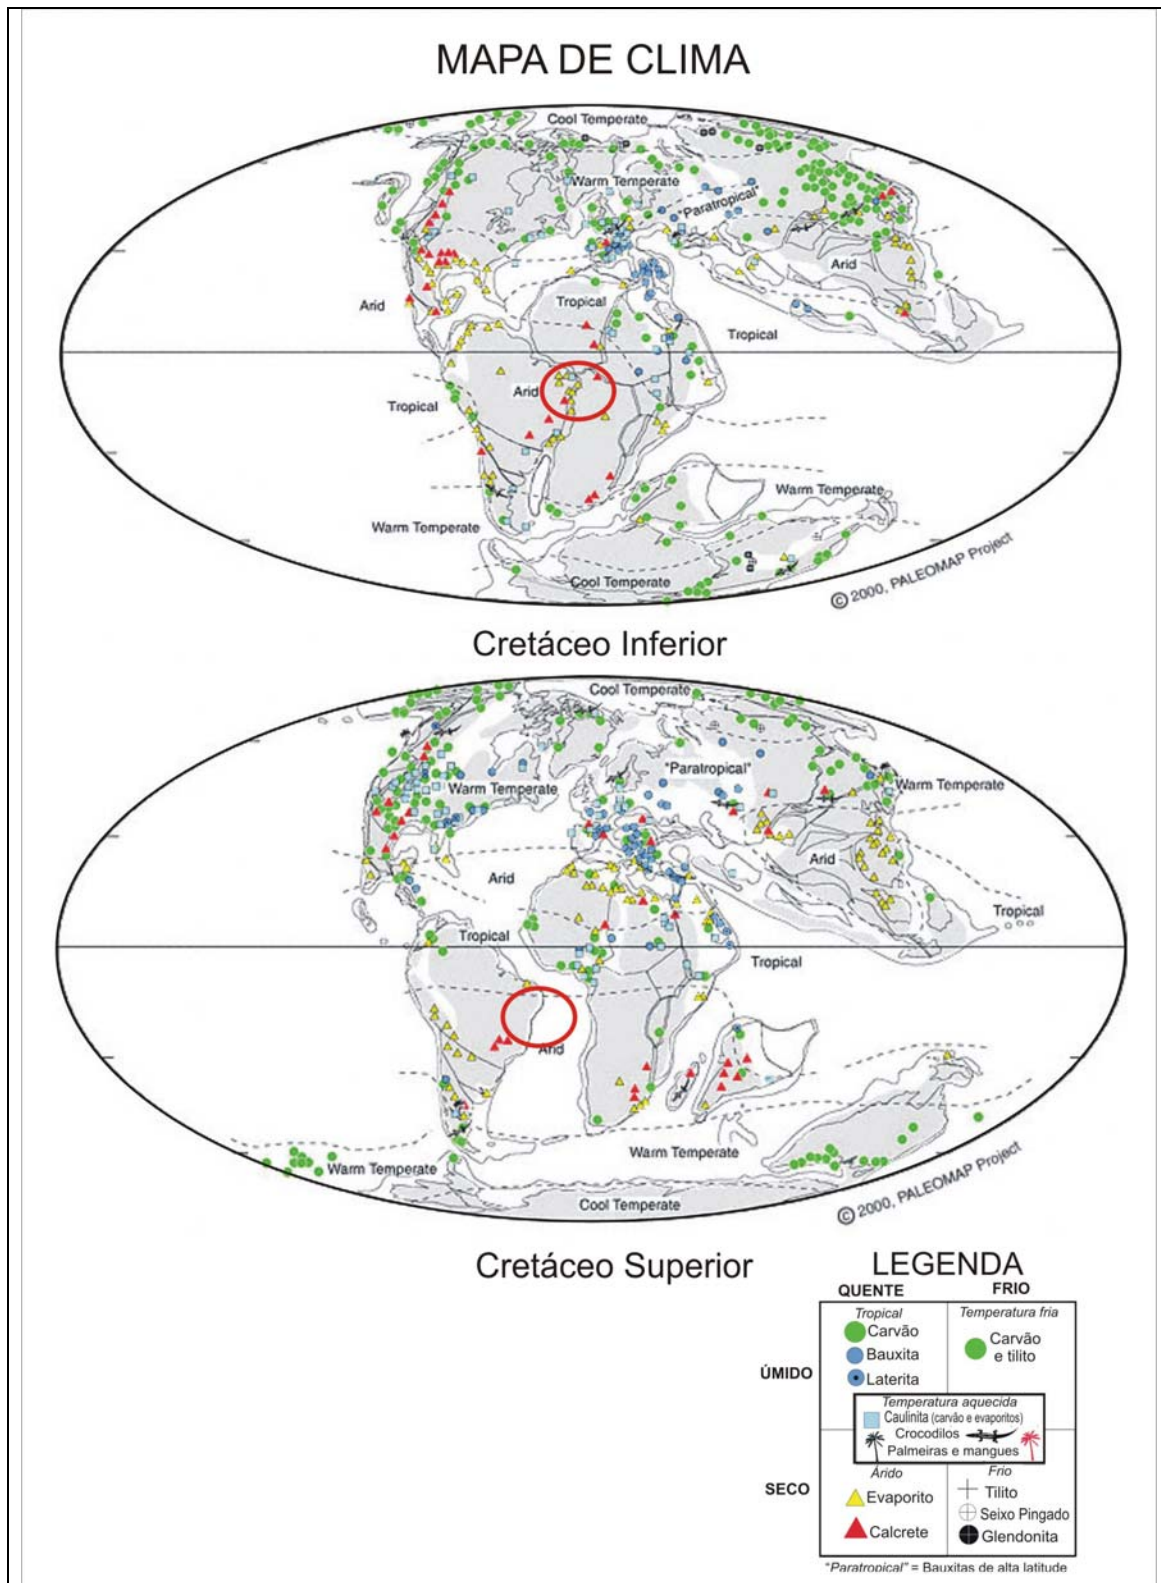 MAPA DE CLIMA
Cool Temperate
Warm Temperate
"Paratropical"
Arid
Tropical
Arid
Tropical
Arid
Tropical
Warm Temperate
Warm Temperate
Cool Temperate
© 2000, PALEOMAP Project
Cretáceo Inferior
Cool Temperate
"Paratropical"
Warm Temperate
Warm Temperate
Arid
Arid
Tropical
Tropical
Tropical
Arid
Warm Temperate
Warm Temperate
Cool Temperate
© 2000, PALEOMAP Project
Cretáceo Superior
LEGENDA
QUENTE FRIO
Tropical
Carvão
Bauxita
Laterita
Temperatura fria
Carvão
e tilito
ÚMIDO
Temperatura aquecida
Caulinita (carvão e evaporitos)
Crocodilos
Palmeiras e mangues
SECO
Árido
Evaporito
Calcrete
Frio
Tilito
Seixo Pingado
Glendonita
"Paratropical" = Bauxitas de alta latitude